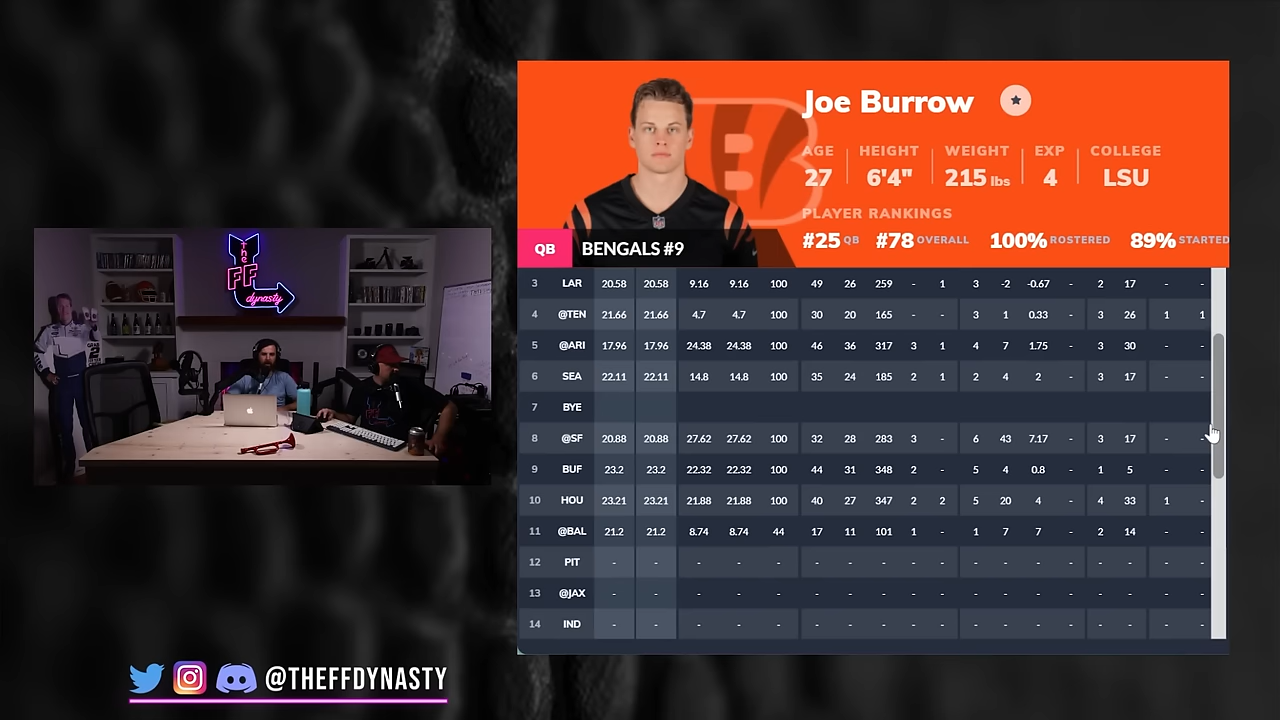 Joe Burrow
AGE HEIGHT WEIGHT EXP COLLEGE
27 6'4" 215 lbs 4 LSU
PLAYER RANKINGS
#25 QB #78 OVERALL 100% ROSTERED 89% STARTED
QB BENGALS #9
3 LAR 20.58 20.58 9.16 9.16 100 49 26 259 - 1 3 -2 -0.67 - 2 17 - -
4 @TEN 21.66 21.66 4.7 4.7 100 30 20 165 - - 3 1 0.33 - 3 26 1 1
5 @ARI 17.96 17.96 24.38 24.38 100 46 36 317 3 1 4 7 1.75 - 3 30 - -
6 SEA 22.11 22.11 14.8 14.8 100 35 24 185 2 1 2 4 2 - 3 17 - -
7 BYE
8 @SF 20.88 20.88 27.62 27.62 100 32 28 283 3 - 6 43 7.17 - 3 17 - -
9 BUF 23.2 23.2 22.32 22.32 100 44 31 348 2 - 5 4 0.8 - 1 5 - -
10 HOU 23.21 23.21 21.88 21.88 100 40 27 347 2 2 5 20 4 - 4 33 1 -
11 @BAL 21.2 21.2 8.74 8.74 44 17 11 101 1 - 1 7 7 - 2 14 - -
12 PIT - - - - - - - - - - - - - - - - - -
13 @JAX - - - - - - - - - - - - - - - - - -
14 IND - - - - - - - - - - - - - - - - - -
The
FF
dynasty
@THEFFDYNASTY